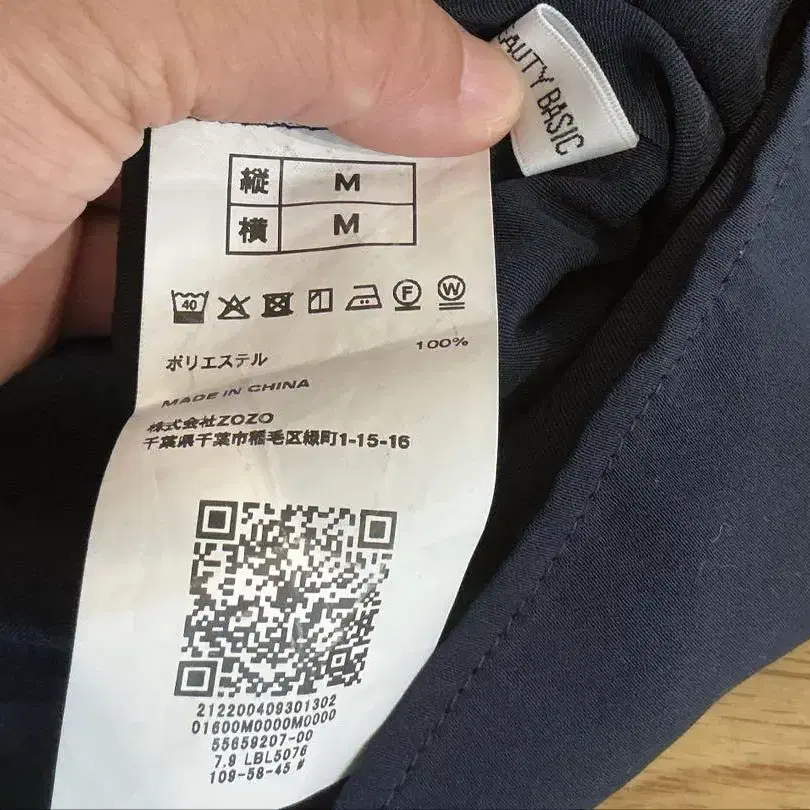 BEAUTY BASIC
縦 M
横 M
40 F W
ポリエステル 100%
MADE IN CHINA
株式会社ZOZO
千葉県千葉市稲毛区緑町1-15-16
212200409301302
01600M0000M0000
55659207-00
7.9 LBL5076
109-58-45 #